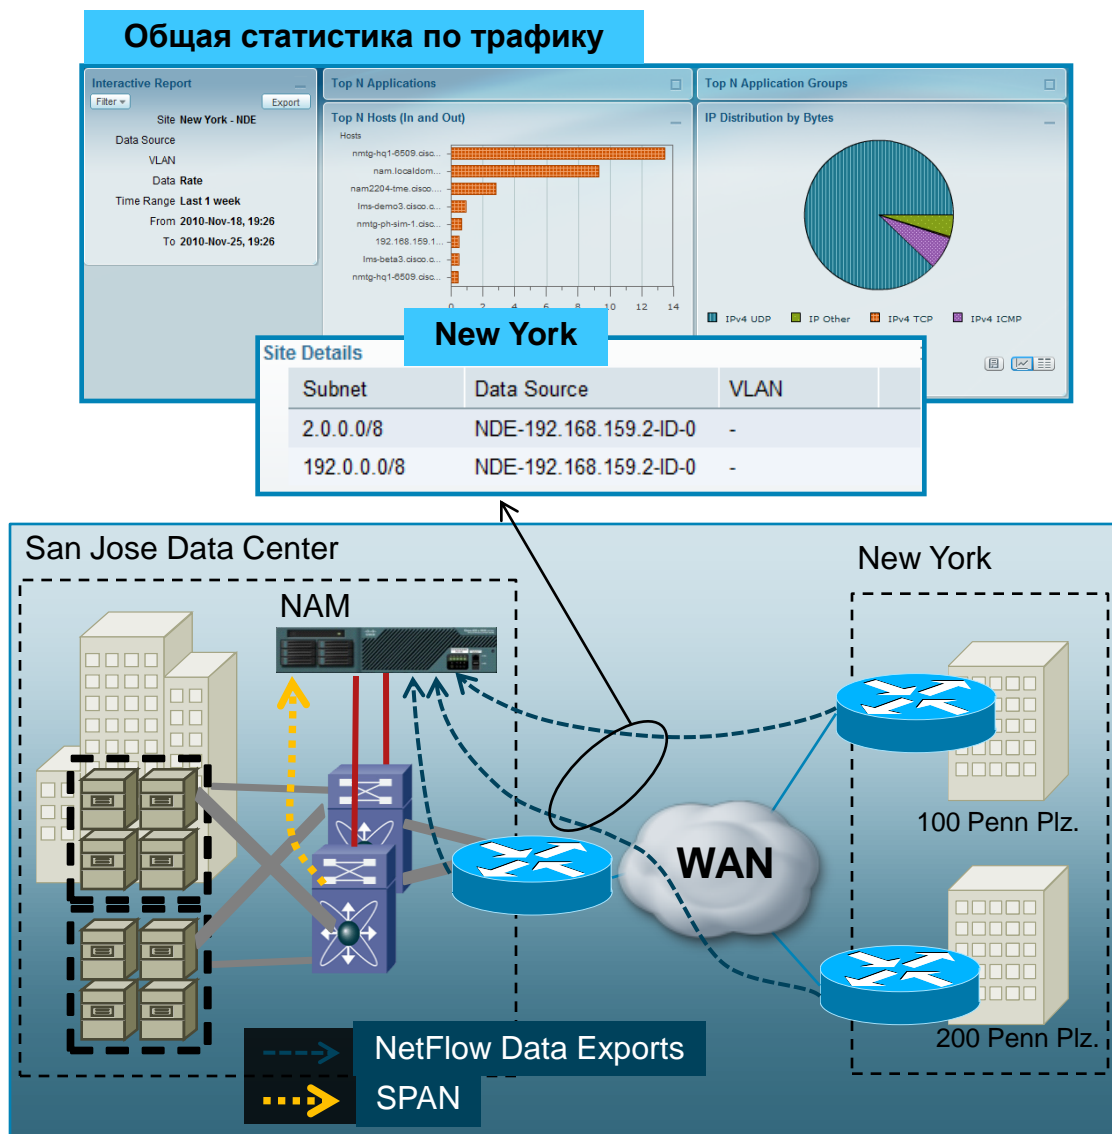 Общая статистика по трафику
Interactive Report
Filter
Export
Site New York - NDE
Data Source
VLAN
Data Rate
Time Range Last 1 week
From 2010-Nov-18, 19:26
To 2010-Nov-25, 19:26
Top N Applications
Top N Hosts (In and Out)
Hosts
nmtg-hq1-6509.cisc...
nam.localdom...
nam2204-tme.cisco....
lms-demo3.cisco.c...
nmtg-ph-sim-1.cisc...
192.168.159.1...
lms-beta3.cisco.c...
nmtg-hq1-6509.cisc...
0 2 4 6 8 10 12 14
Top N Application Groups
IP Distribution by Bytes
IPv4 UDP IP Other IPv4 TCP IPv4 ICMP
New York
Site Details
Subnet Data Source VLAN
2.0.0.0/8 NDE-192.168.159.2-ID-0 -
192.0.0.0/8 NDE-192.168.159.2-ID-0 -
San Jose Data Center
New York
NAM
100 Penn Plz.
WAN
200 Penn Plz.
NetFlow Data Exports
SPAN